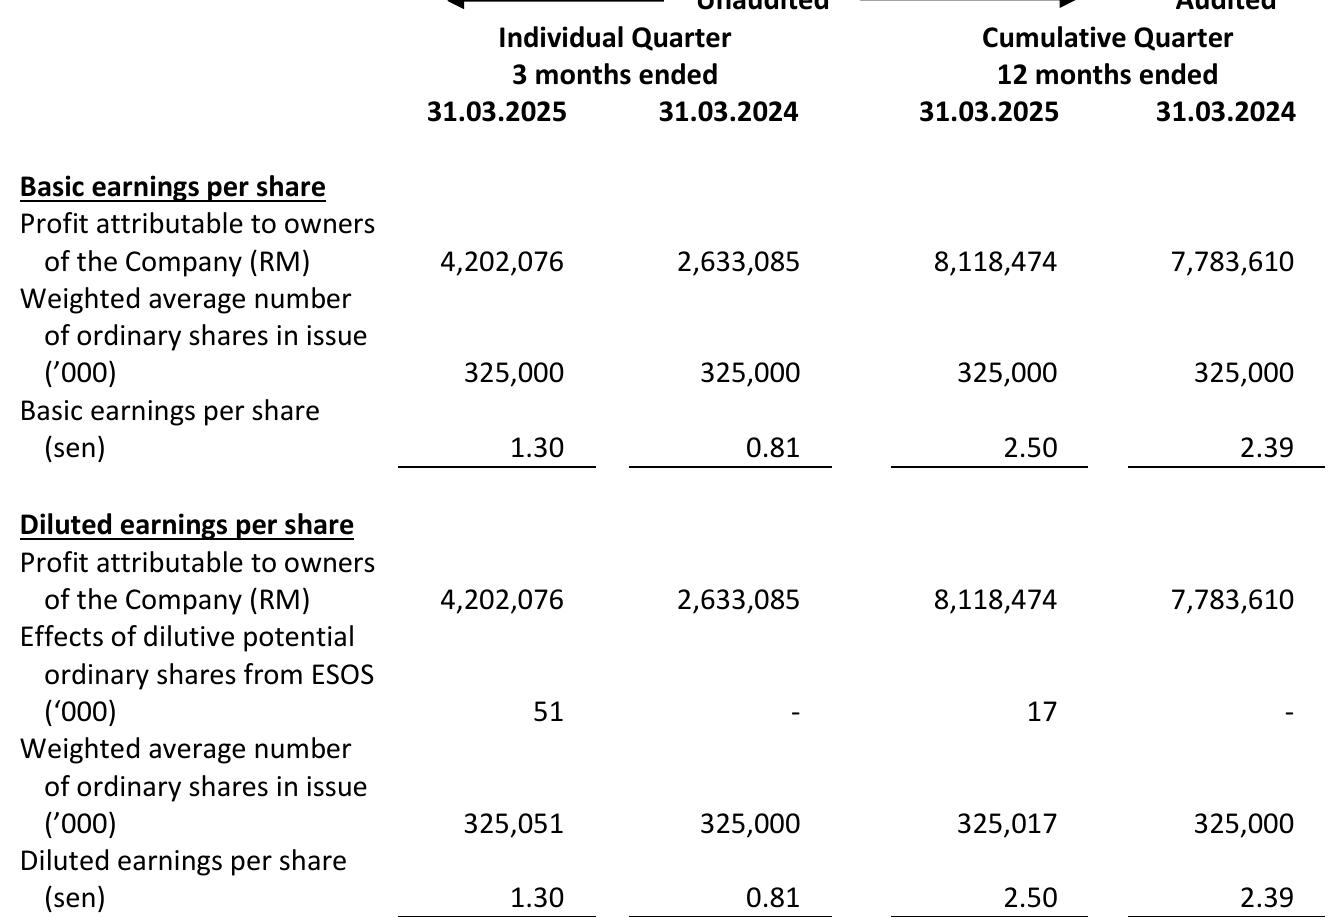 Unaudited Audited
Individual Quarter Cumulative Quarter
3 months ended 12 months ended
31.03.2025 31.03.2024 31.03.2025 31.03.2024
Basic earnings per share
Profit attributable to owners
of the Company (RM) 4,202,076 2,633,085 8,118,474 7,783,610
Weighted average number
of ordinary shares in issue
(’000) 325,000 325,000 325,000 325,000
Basic earnings per share
(sen) 1.30 0.81 2.50 2.39
Diluted earnings per share
Profit attributable to owners
of the Company (RM) 4,202,076 2,633,085 8,118,474 7,783,610
Effects of dilutive potential
ordinary shares from ESOS
(‘000) 51 - 17 -
Weighted average number
of ordinary shares in issue
(’000) 325,051 325,000 325,017 325,000
Diluted earnings per share
(sen) 1.30 0.81 2.50 2.39